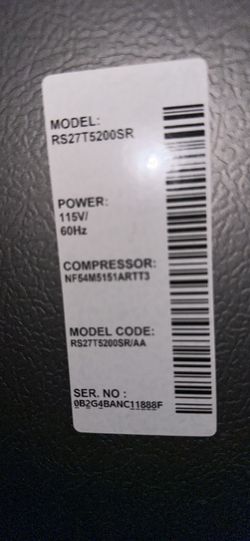 MODEL:
RS27T5200SR
POWER:
115V/
60Hz
COMPRESSOR:
NF54M5151ARTT3
MODEL CODE:
RS27T5200SR/AA
SER. NO :
0B2G4BANC11888F